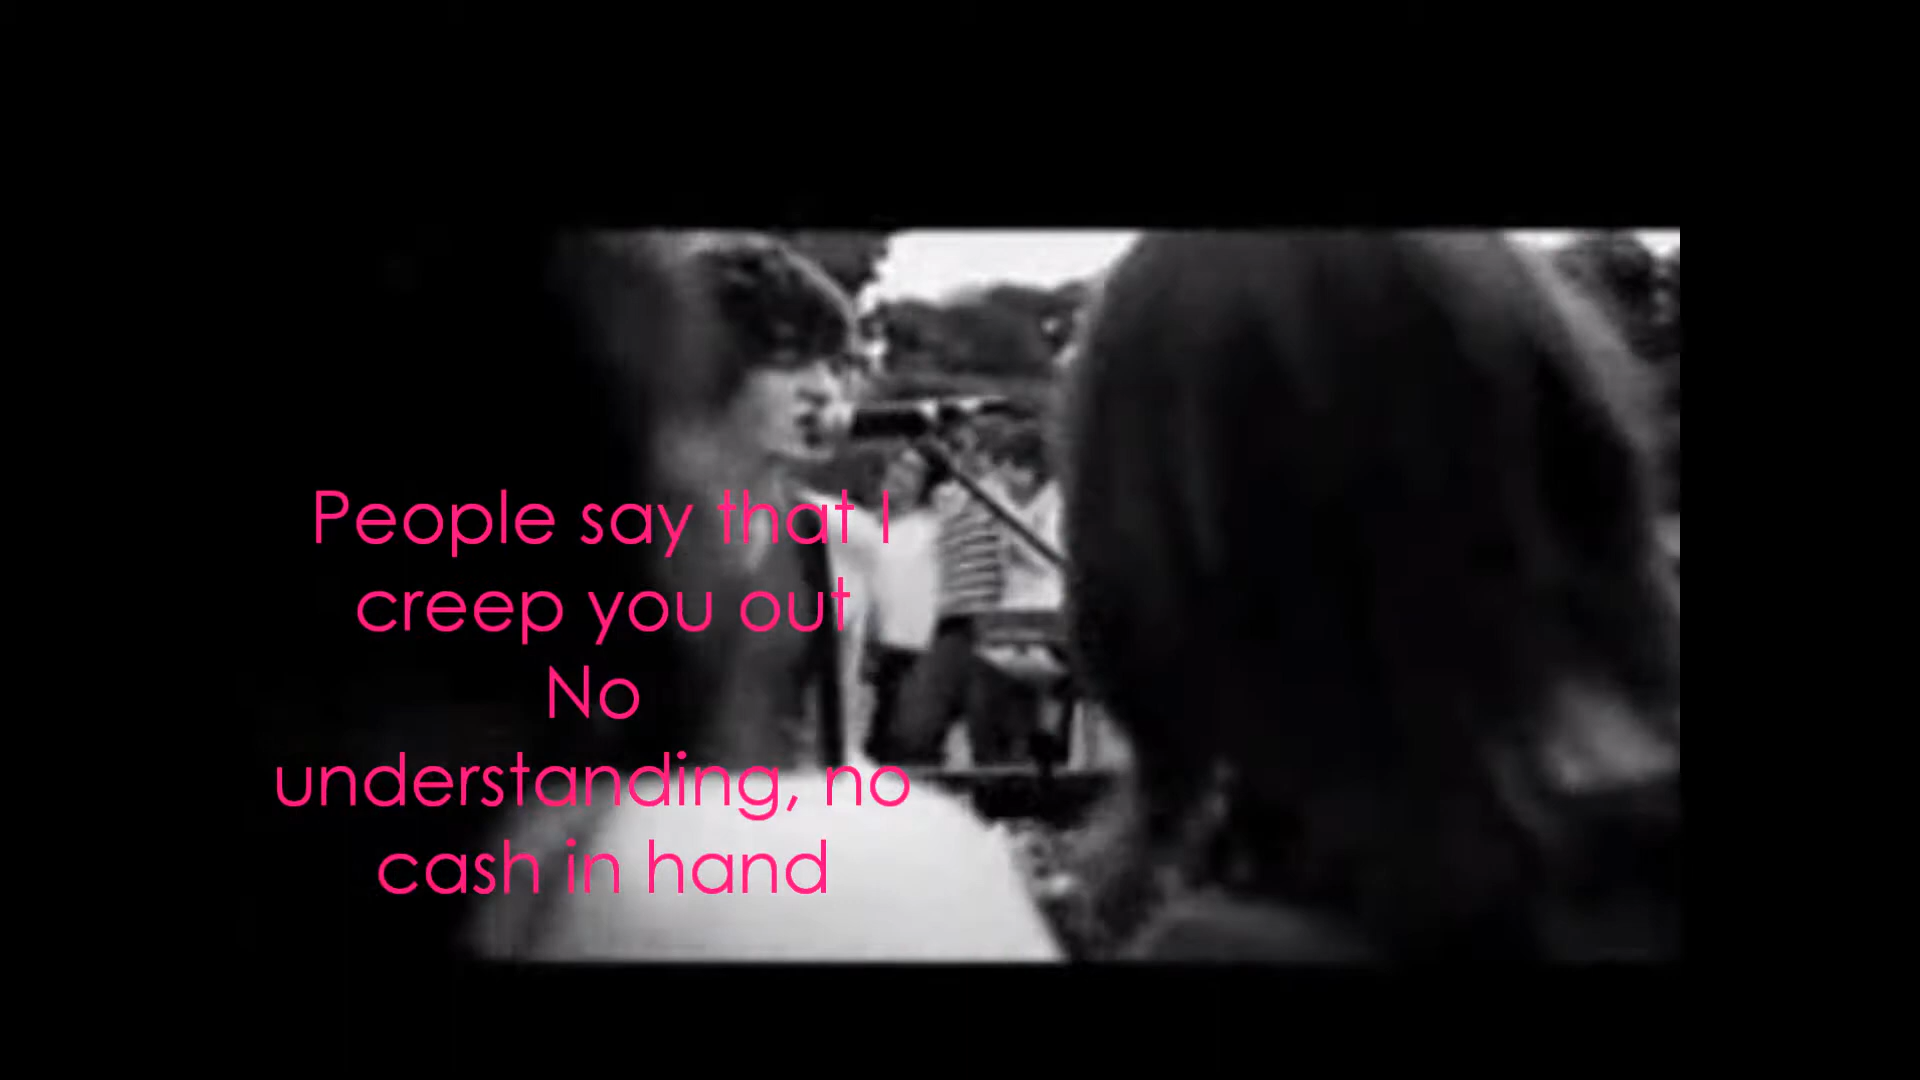 People say that I
creep you out
No
understanding, no
cash in hand